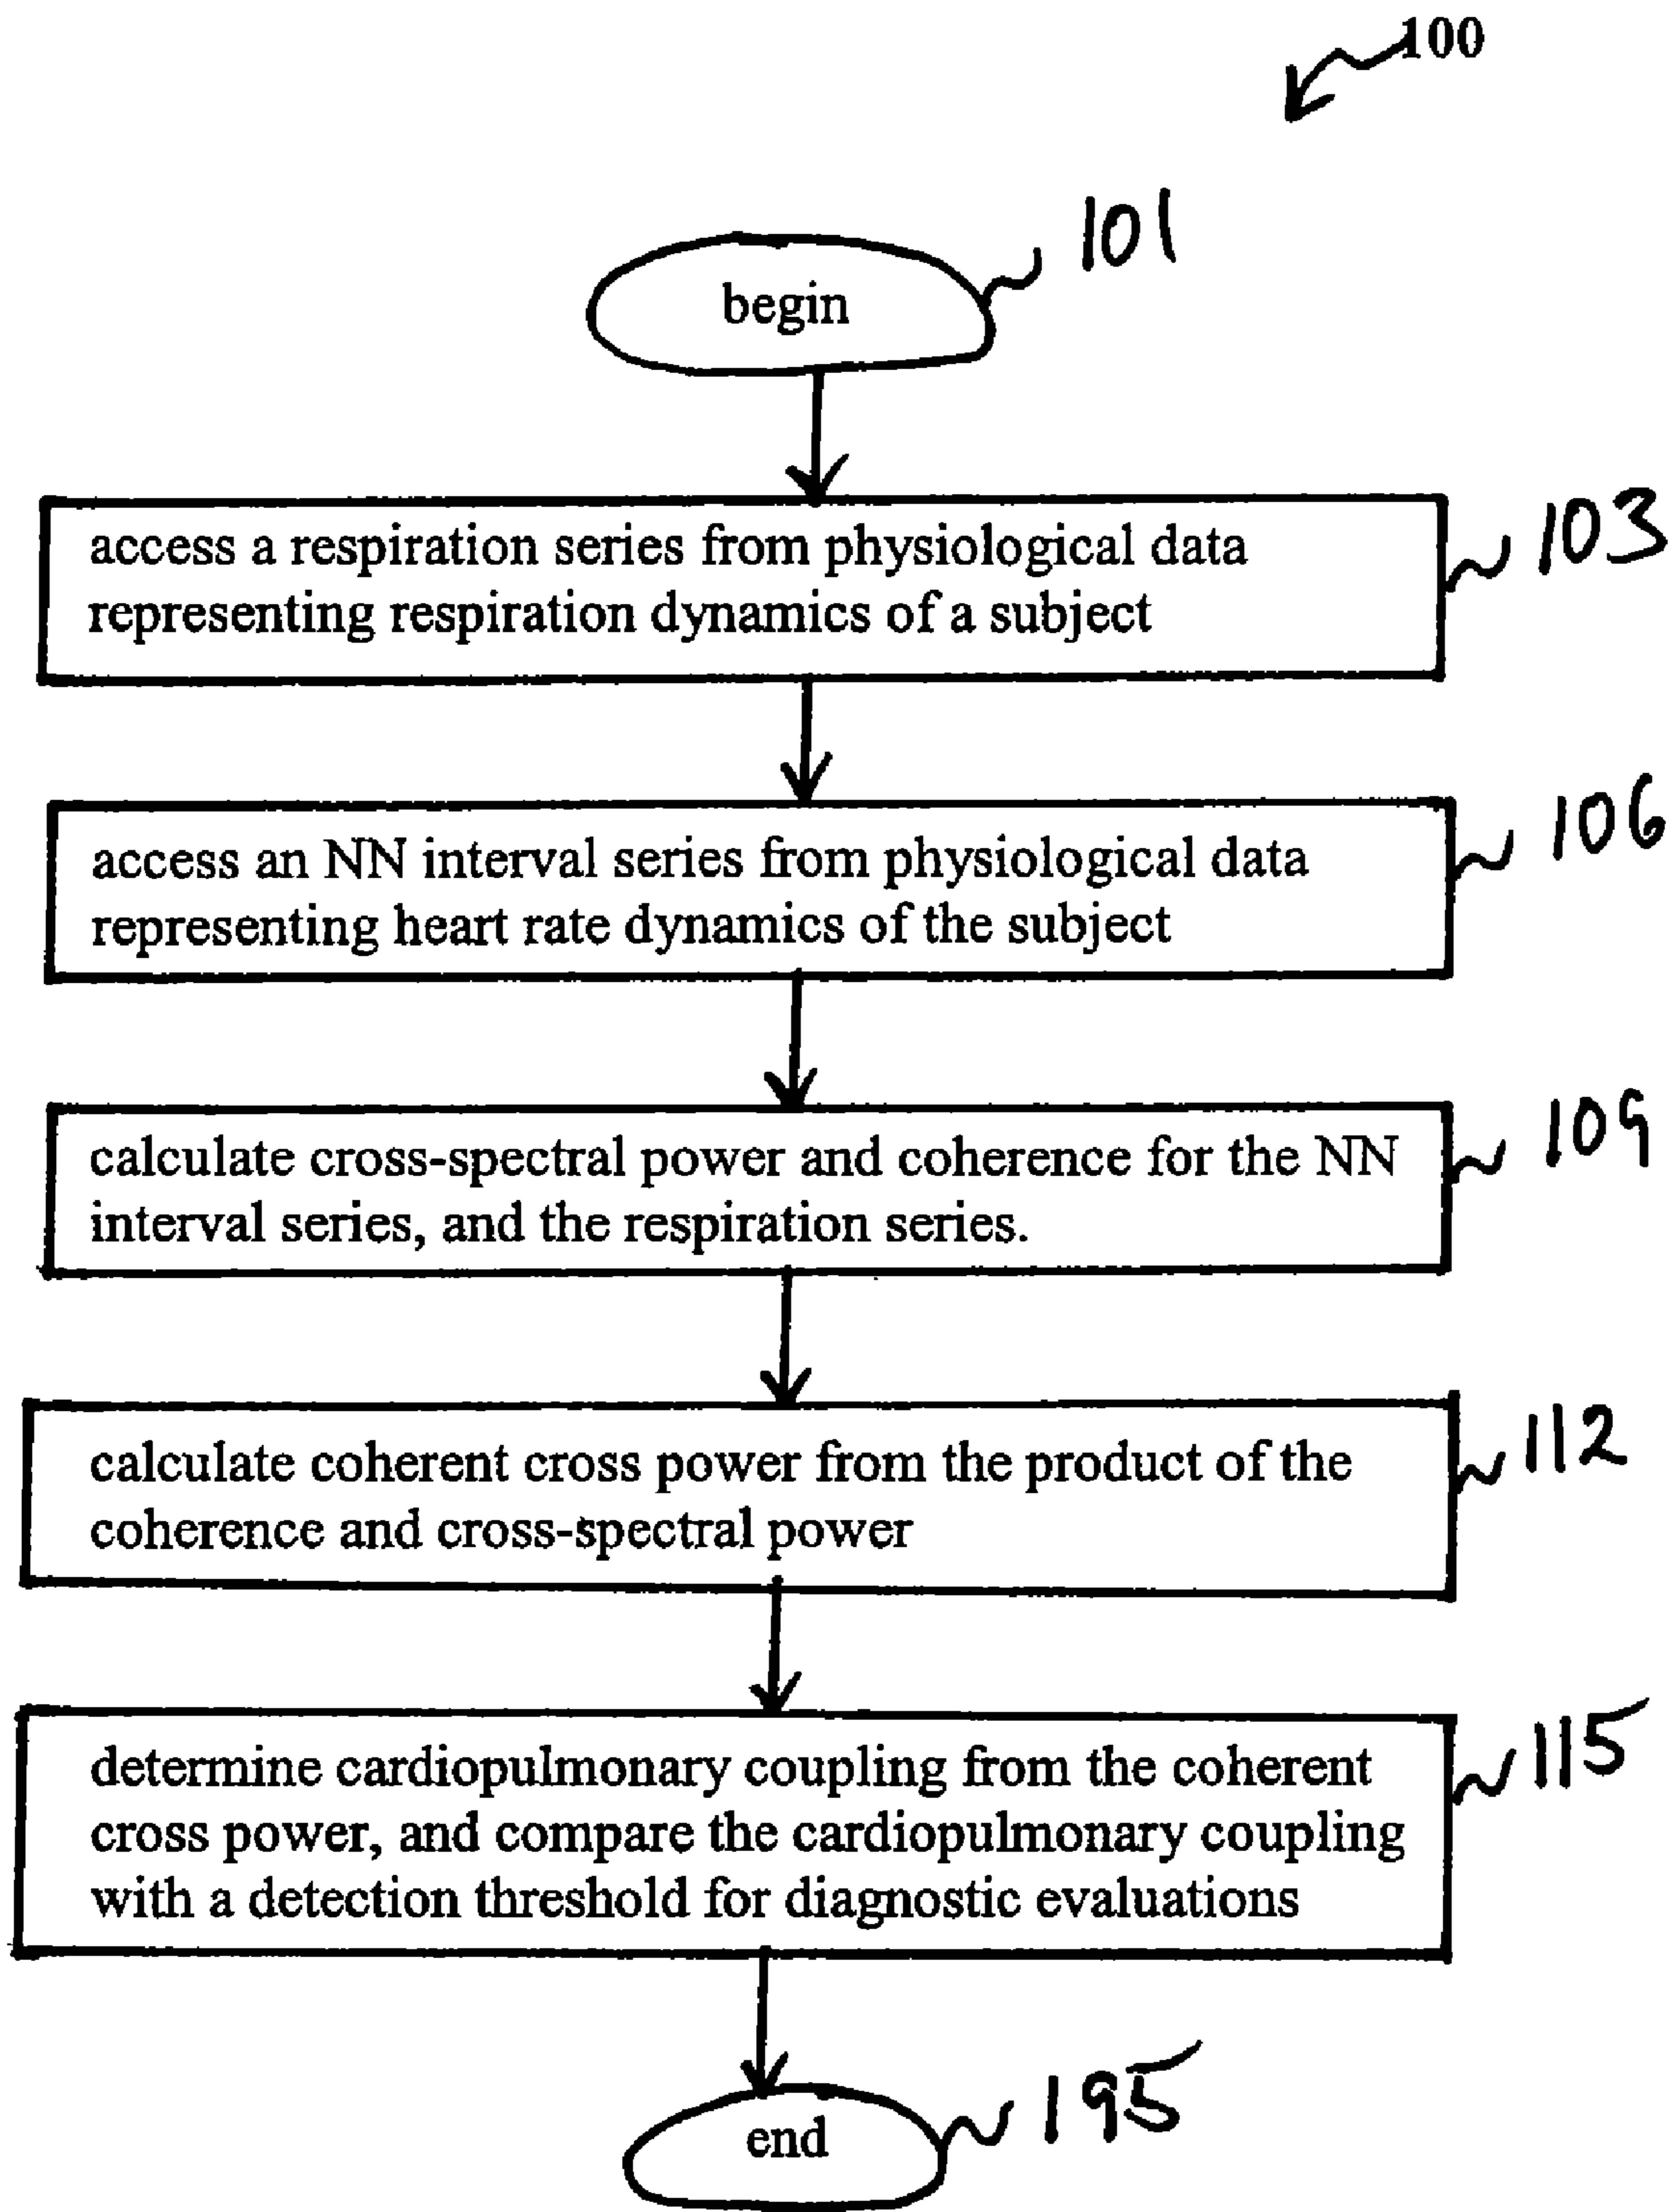 100
101
begin
access a respiration series from physiological data
representing respiration dynamics of a subject
103
access an NN interval series from physiological data
representing heart rate dynamics of the subject
106
calculate cross-spectral power and coherence for the NN
interval series, and the respiration series.
109
calculate coherent cross power from the product of the
coherence and cross-spectral power
112
determine cardiopulmonary coupling from the coherent
cross power, and compare the cardiopulmonary coupling
with a detection threshold for diagnostic evaluations
115
end
195